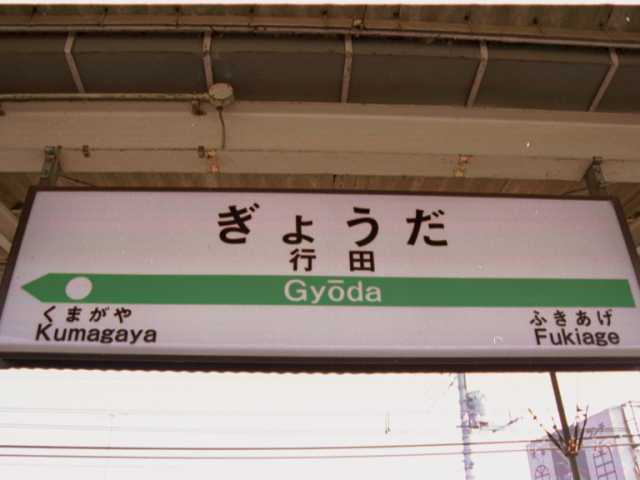 ぎょうだ
行田
Gyōda
くまがや
Kumagaya
ふきあげ
Fukiage